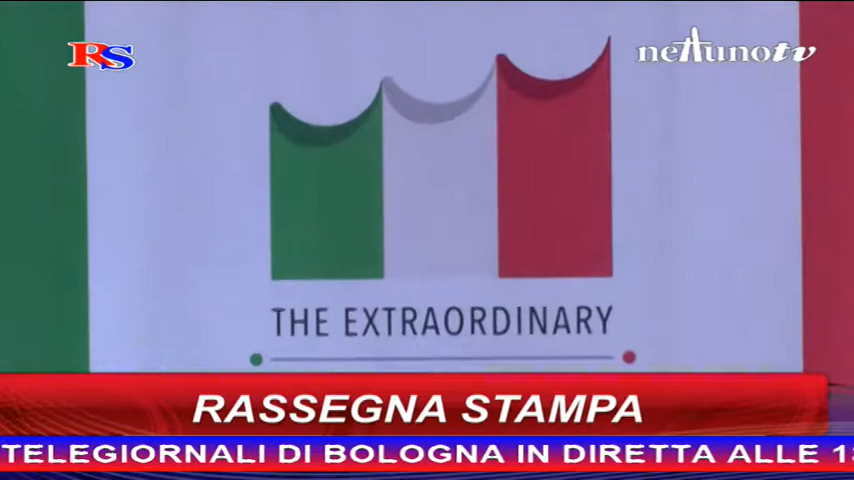 RS
nettunotv
THE EXTRAORDINARY
RASSEGNA STAMPA
TELEGIORNALI DI BOLOGNA IN DIRETTA ALLE